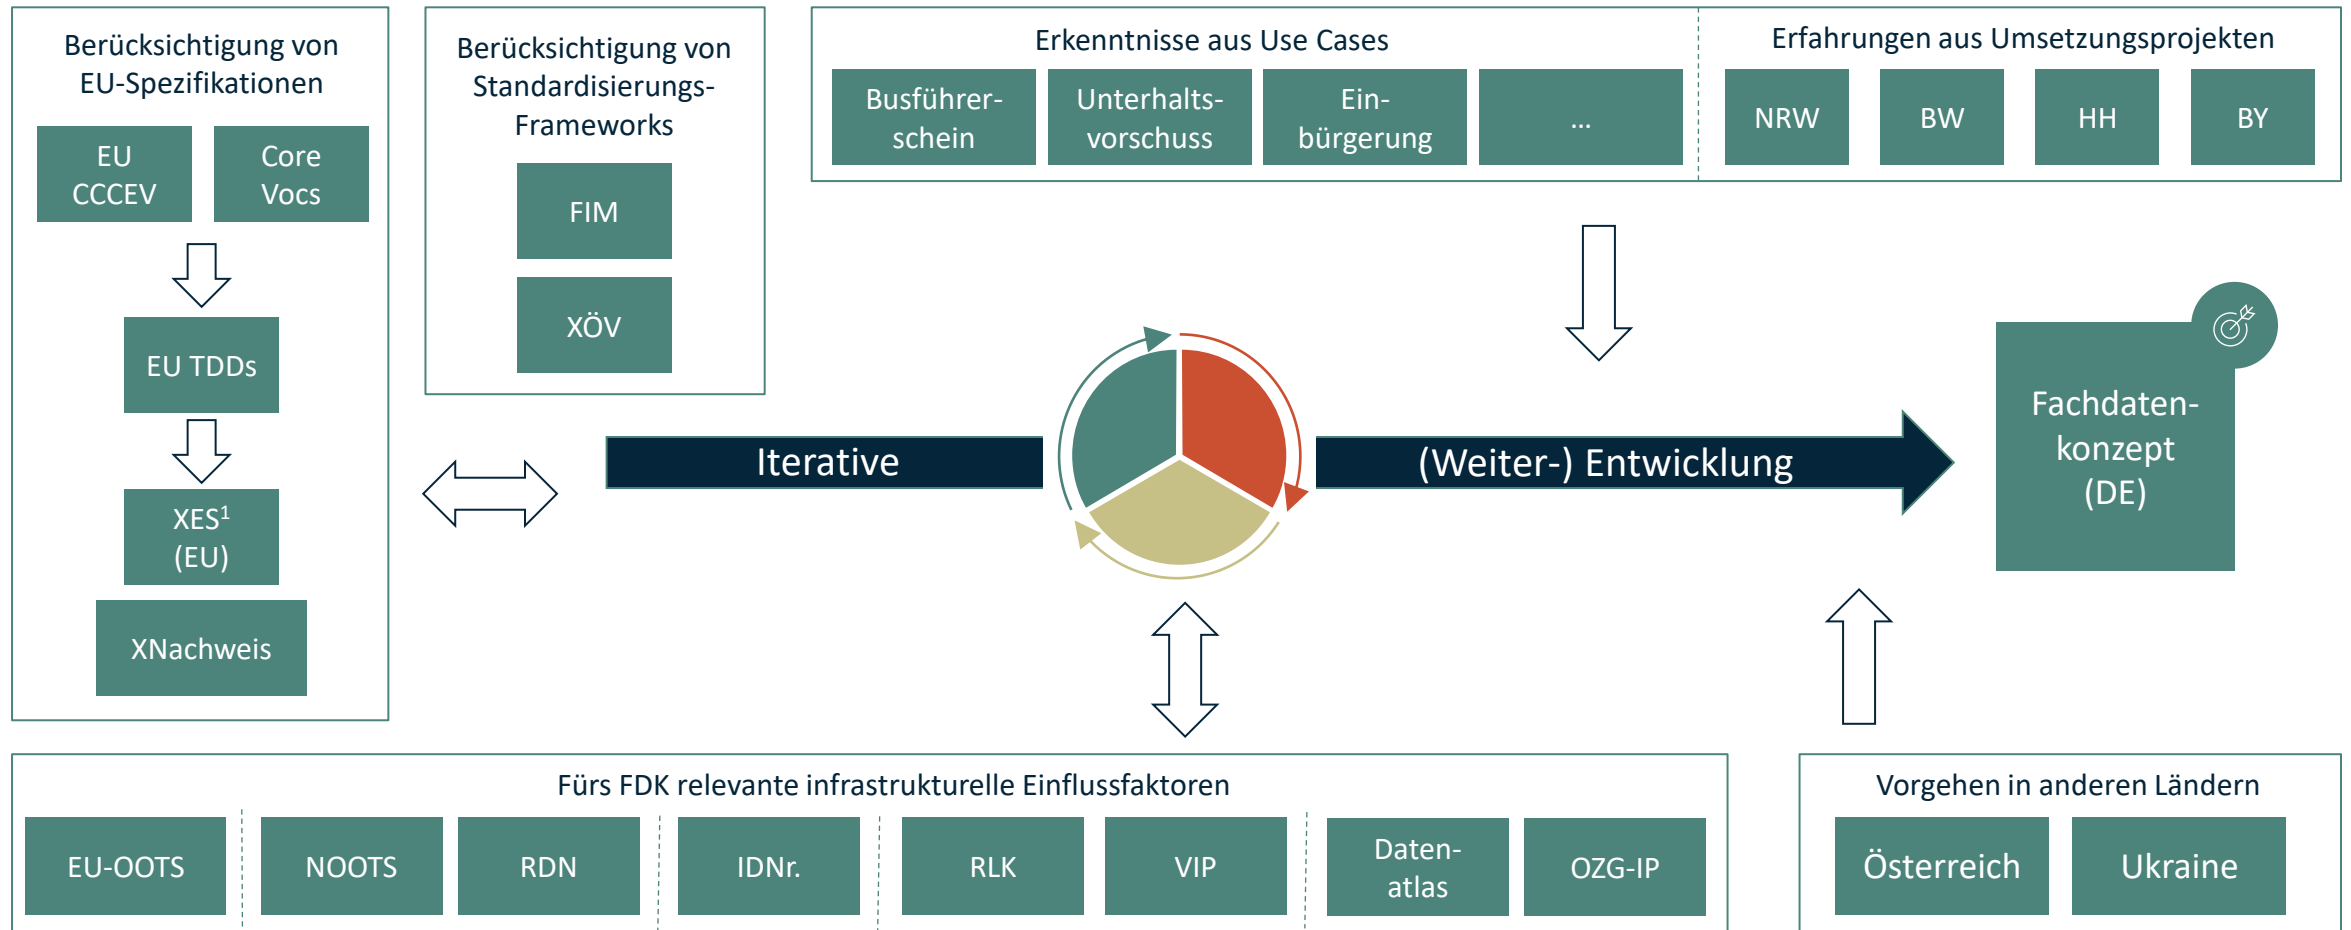 Berücksichtigung von
EU-Spezifikationen
EU
CCCEV
Core
Vocs
EU TDDs
XES¹
(EU)
XNachweis
Berücksichtigung von
Standardisierungs-
Frameworks
FIM
XÖV
Erkenntnisse aus Use Cases
Busführer-
schein
Unterhalts-
vorschuss
Ein-
bürgerung
...
Erfahrungen aus Umsetzungsprojekten
NRW
BW
HH
BY
Iterative
(Weiter-) Entwicklung
Fachdaten-
konzept
(DE)
Fürs FDK relevante infrastrukturelle Einflussfaktoren
EU-OOTS
NOOTS
RDN
IDNr.
RLK
VIP
Daten-
atlas
OZG-IP
Vorgehen in anderen Ländern
Österreich
Ukraine